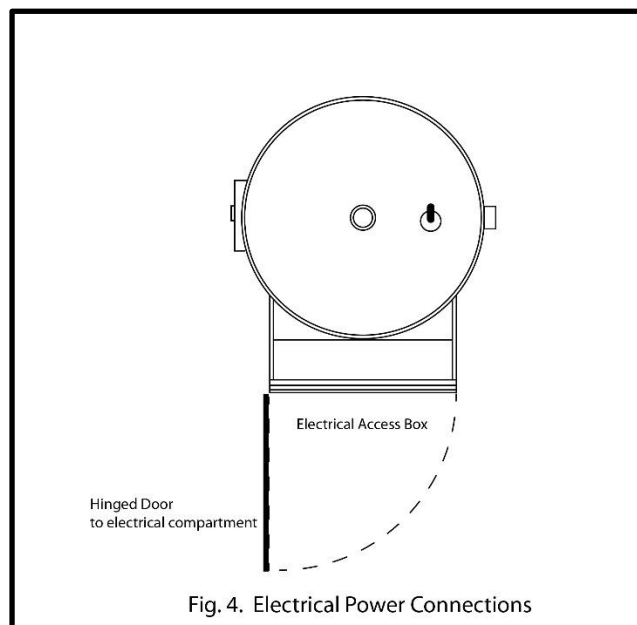 Electrical Access Box
Hinged Door
to electrical compartment
Fig. 4. Electrical Power Connections